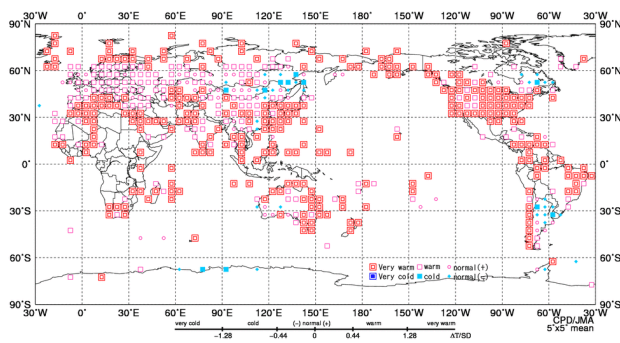 30°W 0° 30°E 60°E 90°E 120°E 150°E 180° 150°W 120°W 90°W 60°W 30°W
90°N 90°N
60°N 60°N
30°N 30°N
0° 0°
30°S 30°S
60°S 60°S
Very warm warm normal(+)
Very cold cold normal(−)
90°S 90°S
30°W 0° 30°E 60°E 90°E 120°E 150°E 180° 150°W 120°W 90°W 60°W 30°W
CPD/JMA
very cold cold (−) normal (+) warm very warm
5°x5° mean
−1.28 −0.44 0 0.44 1.28 ΔT/SD